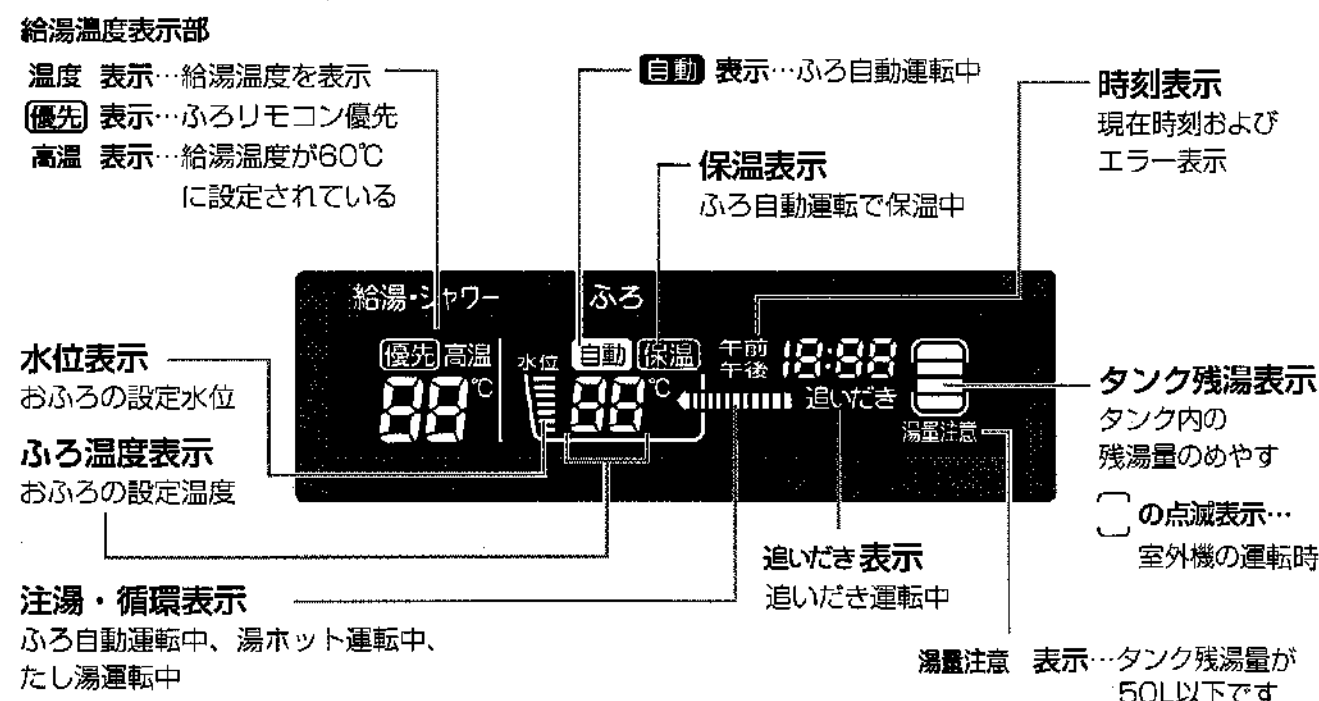 給湯温度表示部
温度 表示…給湯温度を表示
優先 表示…ふろリモコン優先
高温 表示…給湯温度が60℃
に設定されている
自動 表示…ふろ自動運転中
保温表示
ふろ自動運転で保温中
時刻表示
現在時刻および
エラー表示
給湯・シャワー ふろ
優先 高温 水位 自動 保温 午前 18:88
午後
88℃ 88℃ 追いだき
湯量注意
水位表示
おふろの設定水位
ふろ温度表示
おふろの設定温度
注湯・循環表示
ふろ自動運転中、湯ホット運転中、
たし湯運転中
追いだき表示
追いだき運転中
タンク残湯表示
タンク内の
残湯量のめやす
の点滅表示…
室外機の運転時
湯量注意 表示…タンク残湯量が
50L以下です